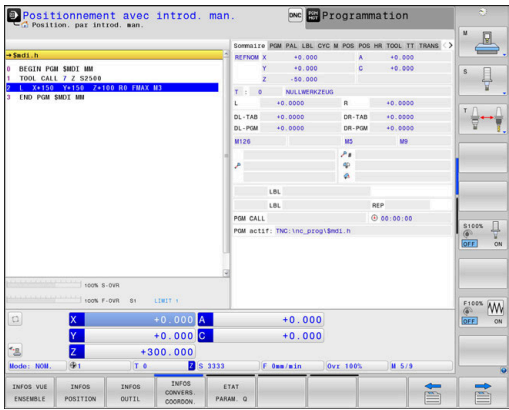 Positionnement avec introd. man.
DNC
PGM MGT
Programmation
Position. par introd. man.
→$mdi.h
0 BEGIN PGM $MDI MM
1 TOOL CALL 7 Z S2500
2 L X+150 Y+150 Z+100 R0 FMAX M3
3 END PGM $MDI MM
Sommaire PGM PAL LBL CYC M POS POS HR TOOL TT TRANS
REFNOM X +0.000 A +0.000
Y +0.000 C +0.000
Z -50.000
T : 0 NULLWERKZEUG
L +0.0000 R +0.0000
DL-TAB +0.0000 DR-TAB +0.0000
DL-PGM +0.0000 DR-PGM +0.0000
M126 M5 M9
#
LBL
LBL REP
PGM CALL 00:00:00
PGM actif: TNC:\nc_prog\$mdi.h
100% S-OVR
100% F-OVR S1 LIMIT 1
X +0.000 A +0.000
Y +0.000 C +0.000
Z +300.000
Mode: NOM. 1 T 0 Z S 3333 F 0mm/min Ovr 100% M 5/9
INFOS VUE ENSEMBLE
INFOS POSITION
INFOS OUTIL
INFOS CONVERS. COORDON.
ETAT PARAM. Q
M
S
T
S100%
OFF ON
F100%
OFF ON